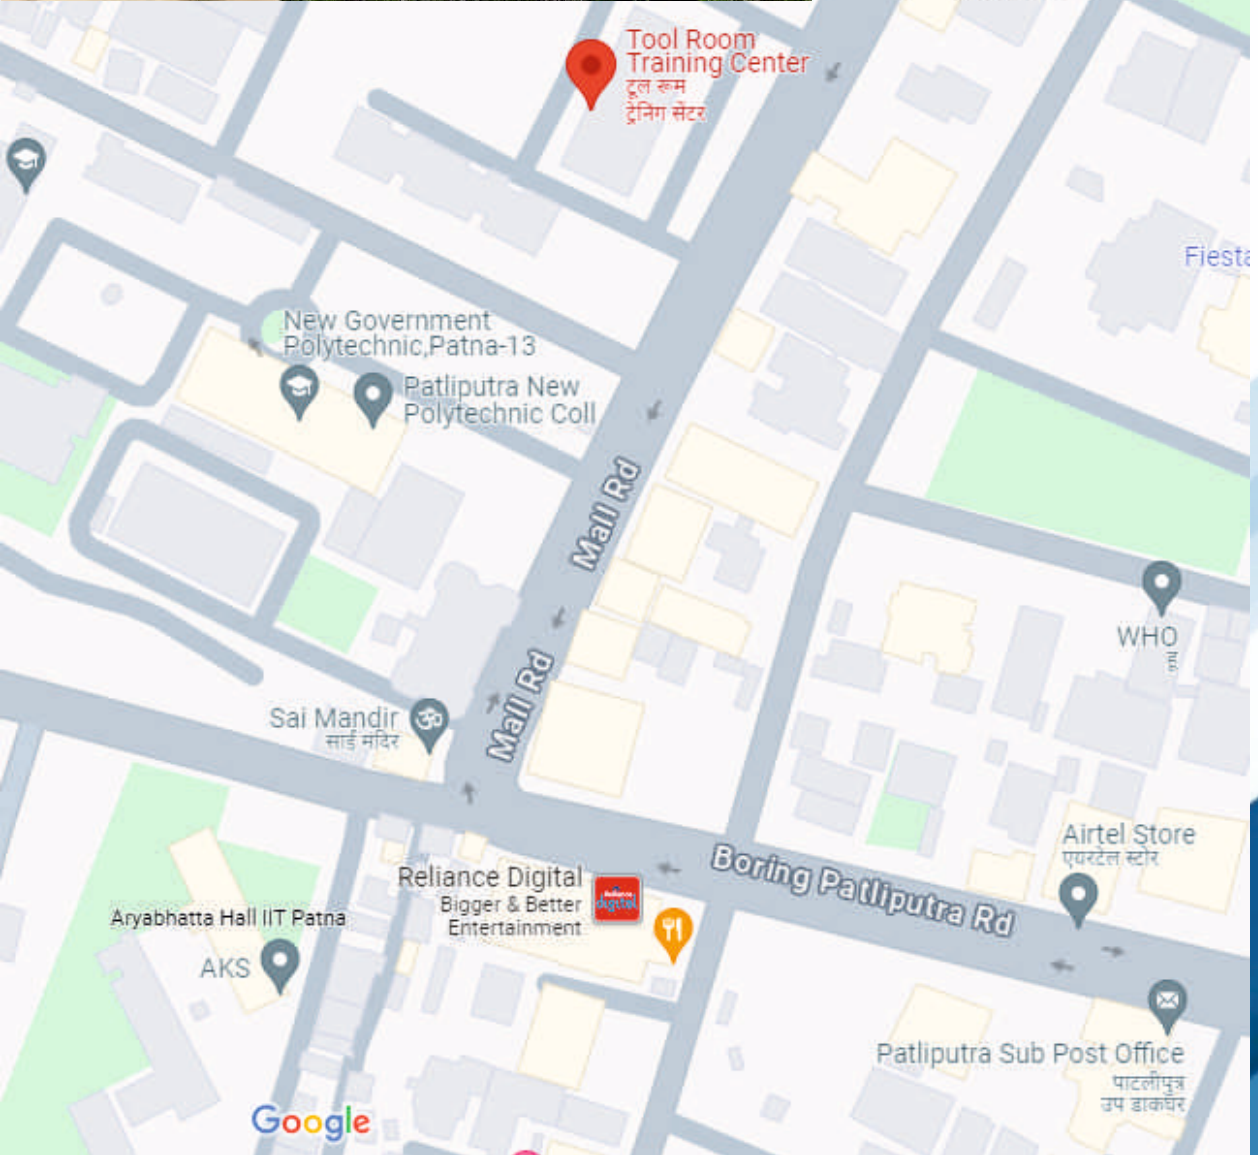 Tool Room
Training Center
टूल रूम
ट्रेनिंग सेंटर
Fiesta
New Government
Polytechnic,Patna-13
Patliputra New
Polytechnic Coll
Mall Rd
WHO
हू
Mall Rd
Sai Mandir
साई मंदिर
Airtel Store
एयरटेल स्टोर
Boring Patliputra Rd
Reliance Digital
Bigger & Better
Entertainment
Reliance
digital
Aryabhatta Hall IIT Patna
AKS
Patliputra Sub Post Office
पाटलीपुत्र
उप डाकघर
Google